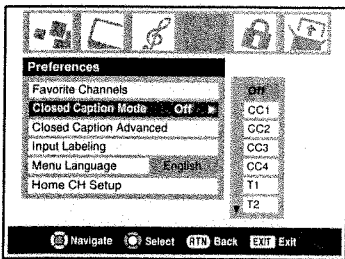 Preferences
Favorite Channels
Closed Caption Mode Off
Closed Caption Advanced
Input Labeling
Menu Language English
Home CH Setup
Off
CC1
CC2
CC3
CC4
T1
T2
Navigate Select RTN Back EXIT Exit